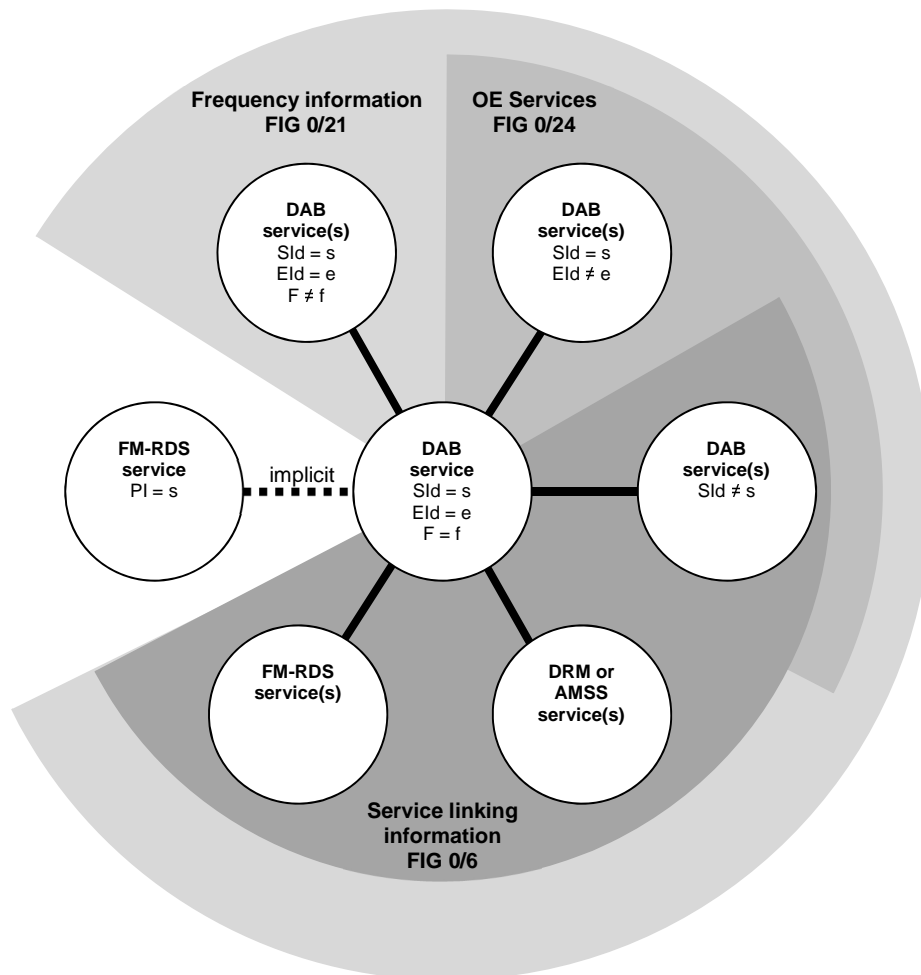 Frequency information
FIG 0/21
OE Services
FIG 0/24
DAB
service(s)
SId = s
EId = e
F ≠ f
DAB
service(s)
SId = s
EId ≠ e
FM-RDS
service
PI = s
implicit
DAB
service
SId = s
EId = e
F = f
DAB
service(s)
SId ≠ s
FM-RDS
service(s)
DRM or
AMSS
service(s)
Service linking
information
FIG 0/6